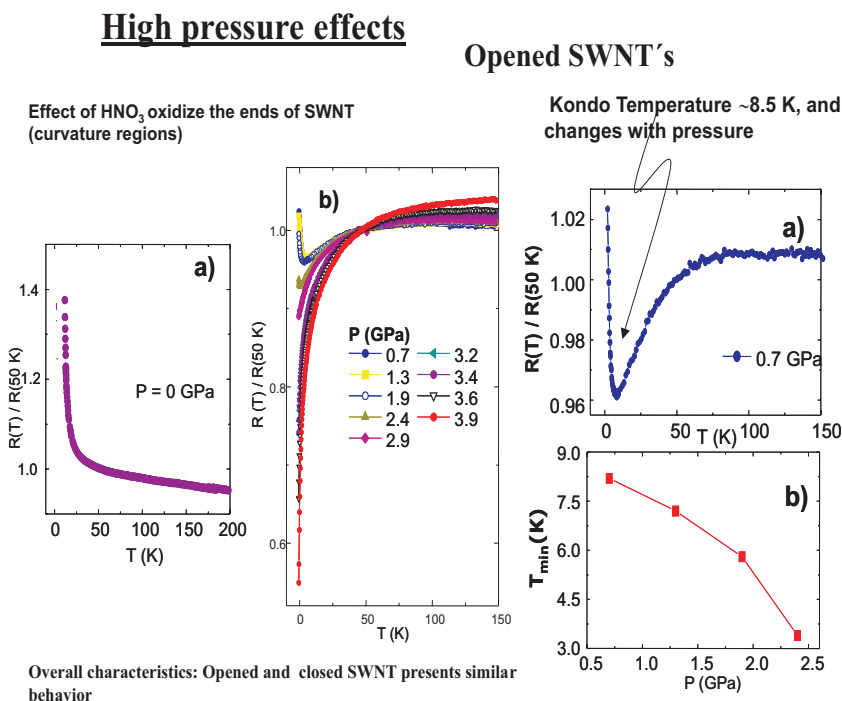 High pressure effects
Opened SWNT´s
Effect of HNO3 oxidize the ends of SWNT
(curvature regions)
Kondo Temperature ~8.5 K, and
changes with pressure
a)
R(T) / R(50 K)
1.4
1.2
1.0
P = 0 GPa
0 50 100 150 200
T (K)
b)
R (T) / R(50 K)
1.0
0.8
0.6
P (GPa)
0.7 3.2
1.3 3.4
1.9 3.6
2.4 3.9
2.9
0 50 100 150
T (K)
a)
R(T) / R(50 K)
1.02
1.00
0.98
0.96
0.7 GPa
0 50 100 150
T (K)
b)
Tmin(K)
9.0
7.5
6.0
4.5
3.0
0.5 1.0 1.5 2.0 2.5
P (GPa)
Overall characteristics: Opened and closed SWNT presents similar
behavior